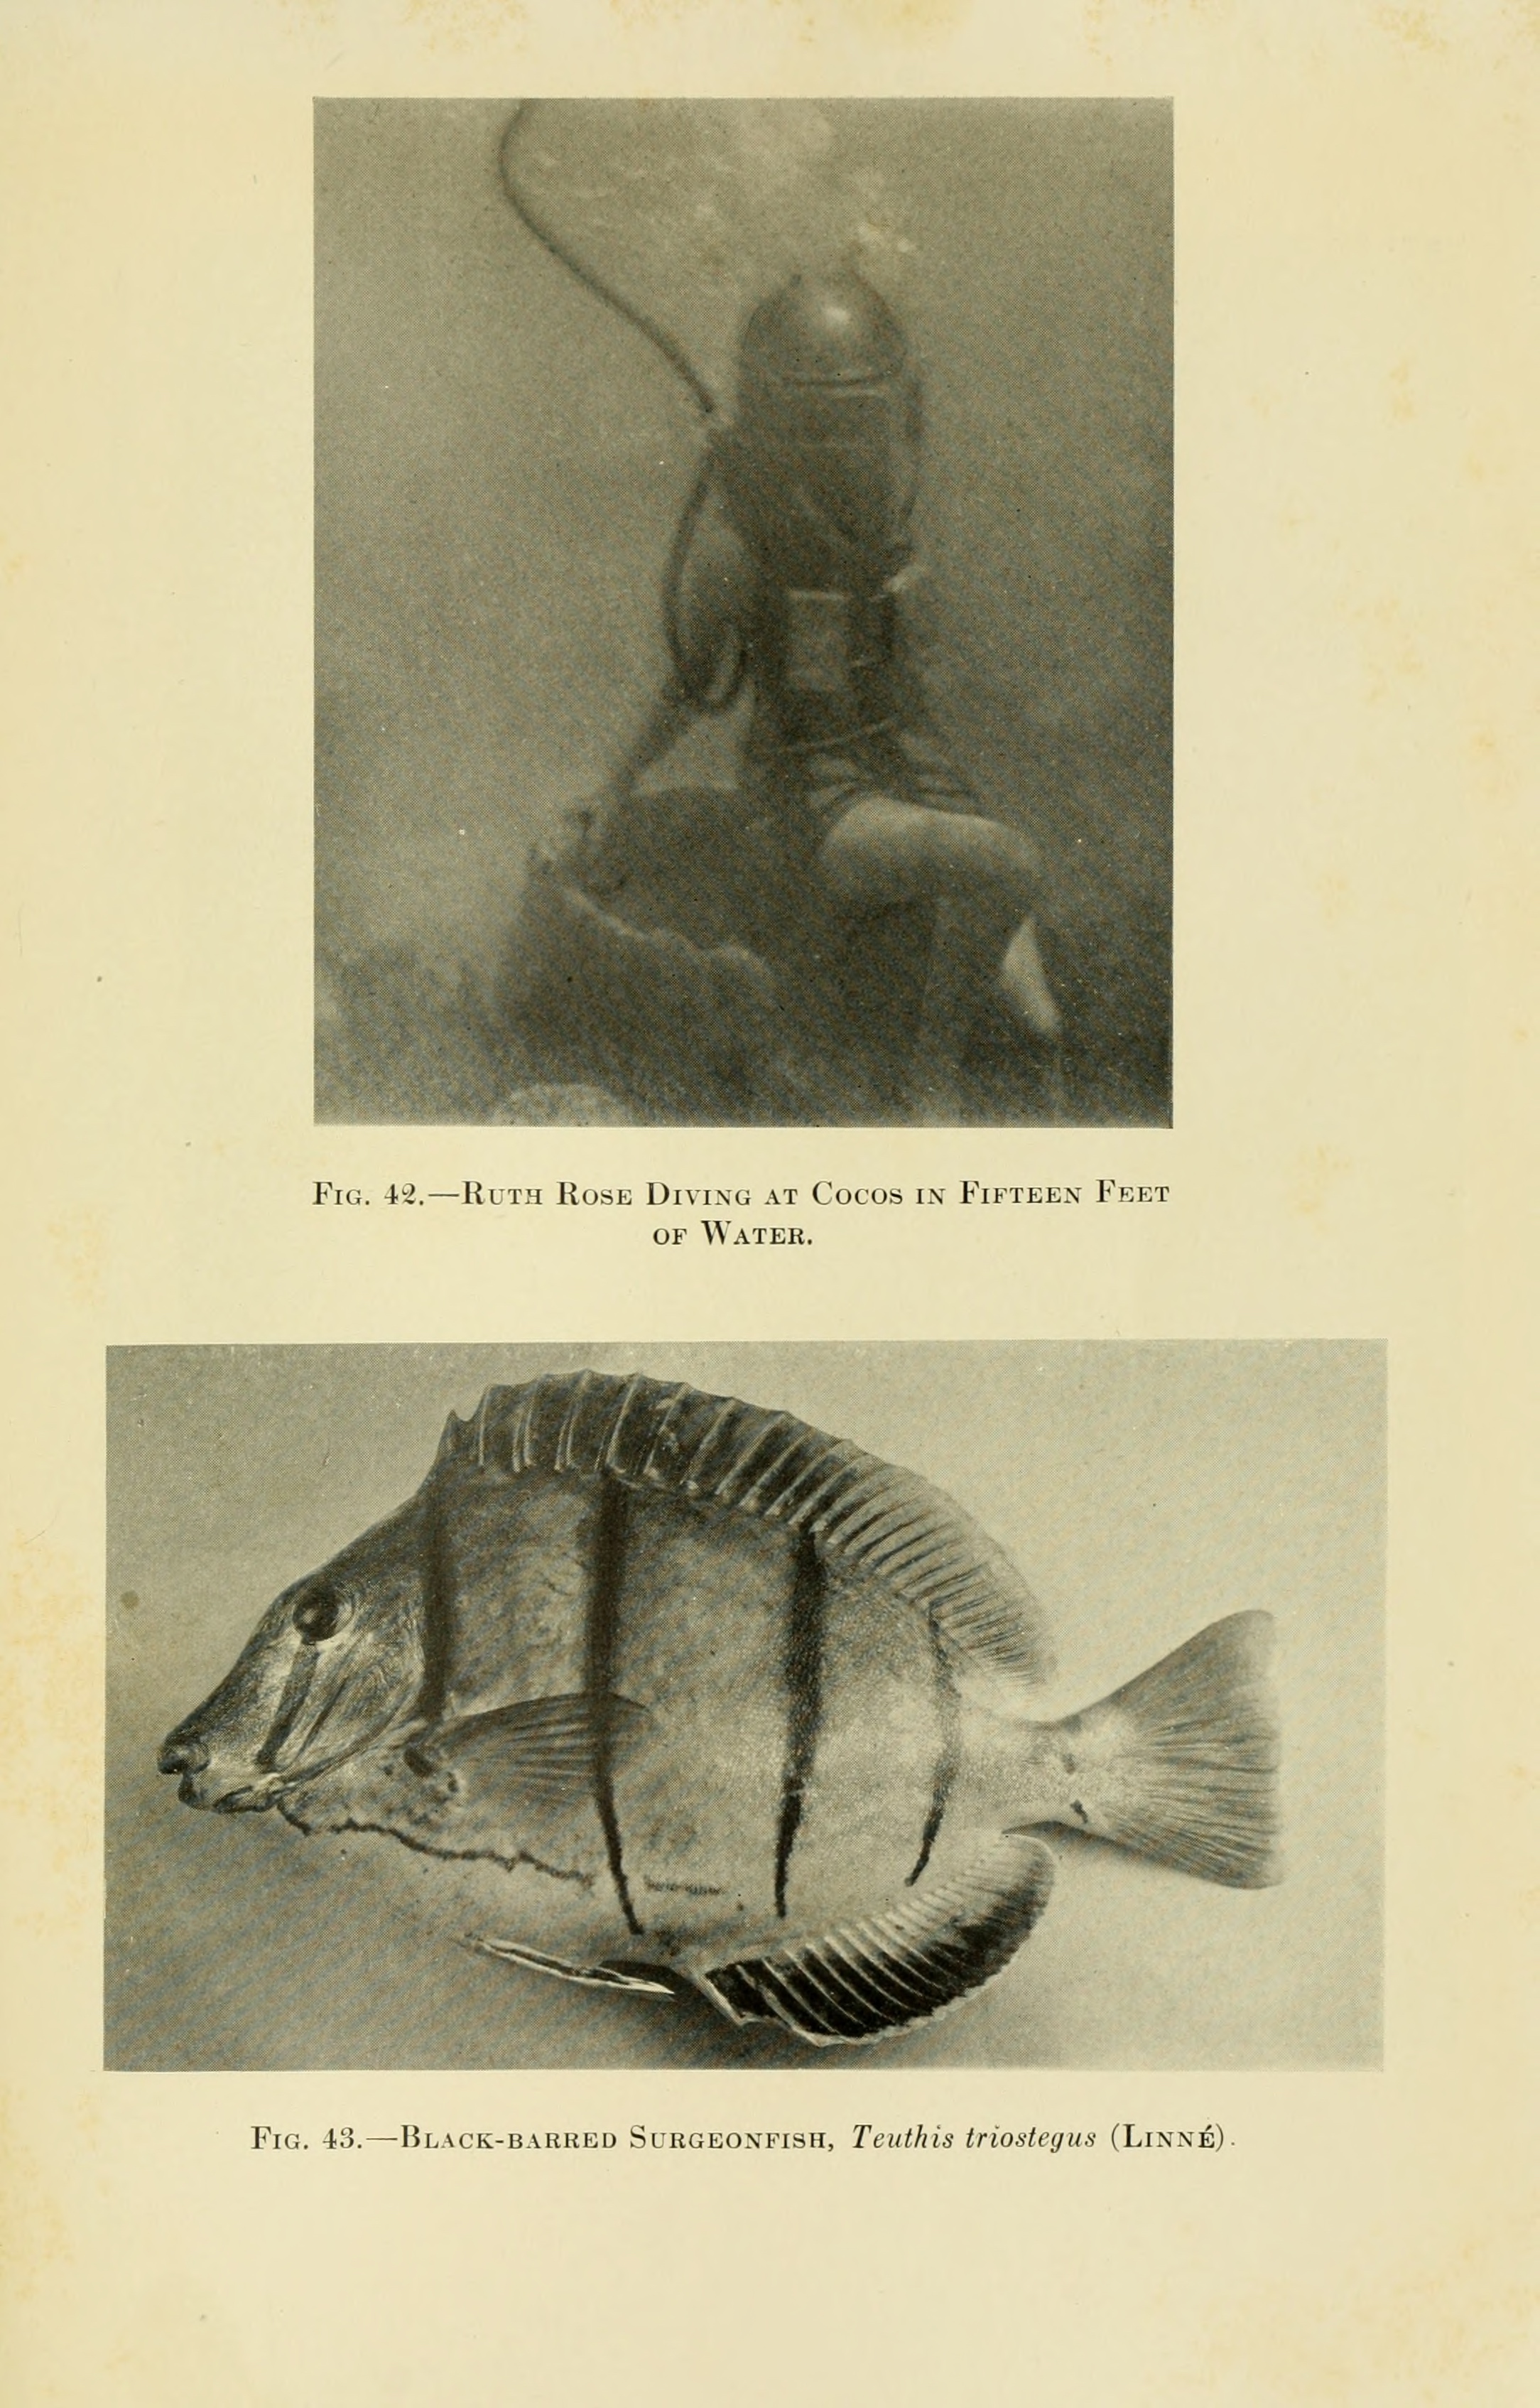 Fig. 42.—Ruth Rose Diving at Cocos in Fifteen Feet
of Water.
Fig. 43.—Black-barred Surgeonfish, Teuthis triostegus (Linné).